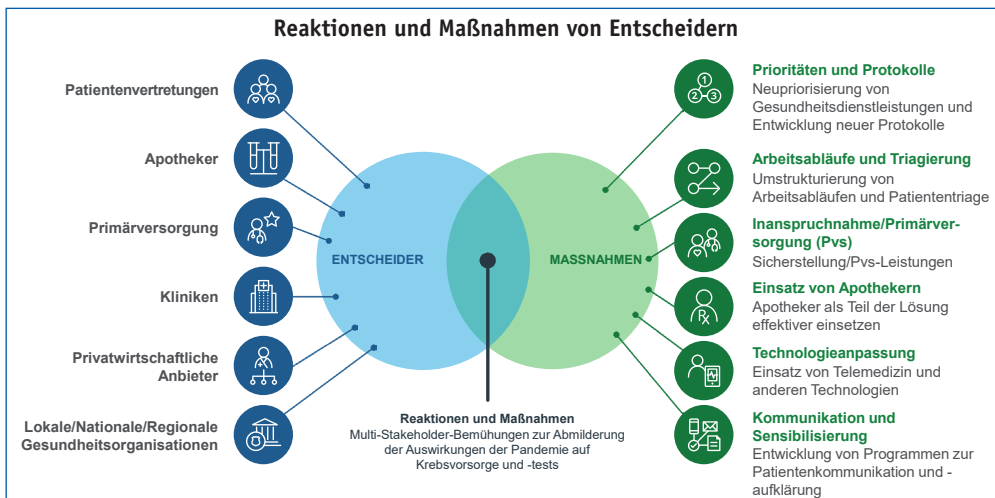 Reaktionen und Maßnahmen von Entscheidern
Patientenvertretungen
Apotheker
Primärversorgung
Kliniken
Privatwirtschaftliche
Anbieter
Lokale/Nationale/Regionale
Gesundheitsorganisationen
ENTSCHEIDER
MASSNAHMEN
Reaktionen und Maßnahmen
Multi-Stakeholder-Bemühungen zur Abmilderung
der Auswirkungen der Pandemie auf
Krebsvorsorge und -tests
1
2 3
Prioritäten und Protokolle
Neupriorisierung von
Gesundheitsdienstleistungen und
Entwicklung neuer Protokolle
Arbeitsabläufe und Triagierung
Umstrukturierung von
Arbeitsabläufen und Patiententriage
Inanspruchnahme/Primärver-
sorgung (Pvs)
Sicherstellung/Pvs-Leistungen
Rx
Einsatz von Apothekern
Apotheker als Teil der Lösung
effektiver einsetzen
Technologieanpassung
Einsatz von Telemedizin und
anderen Technologien
Kommunikation und
Sensibilisierung
Entwicklung von Programmen zur
Patientenkommunikation und -
aufklärung